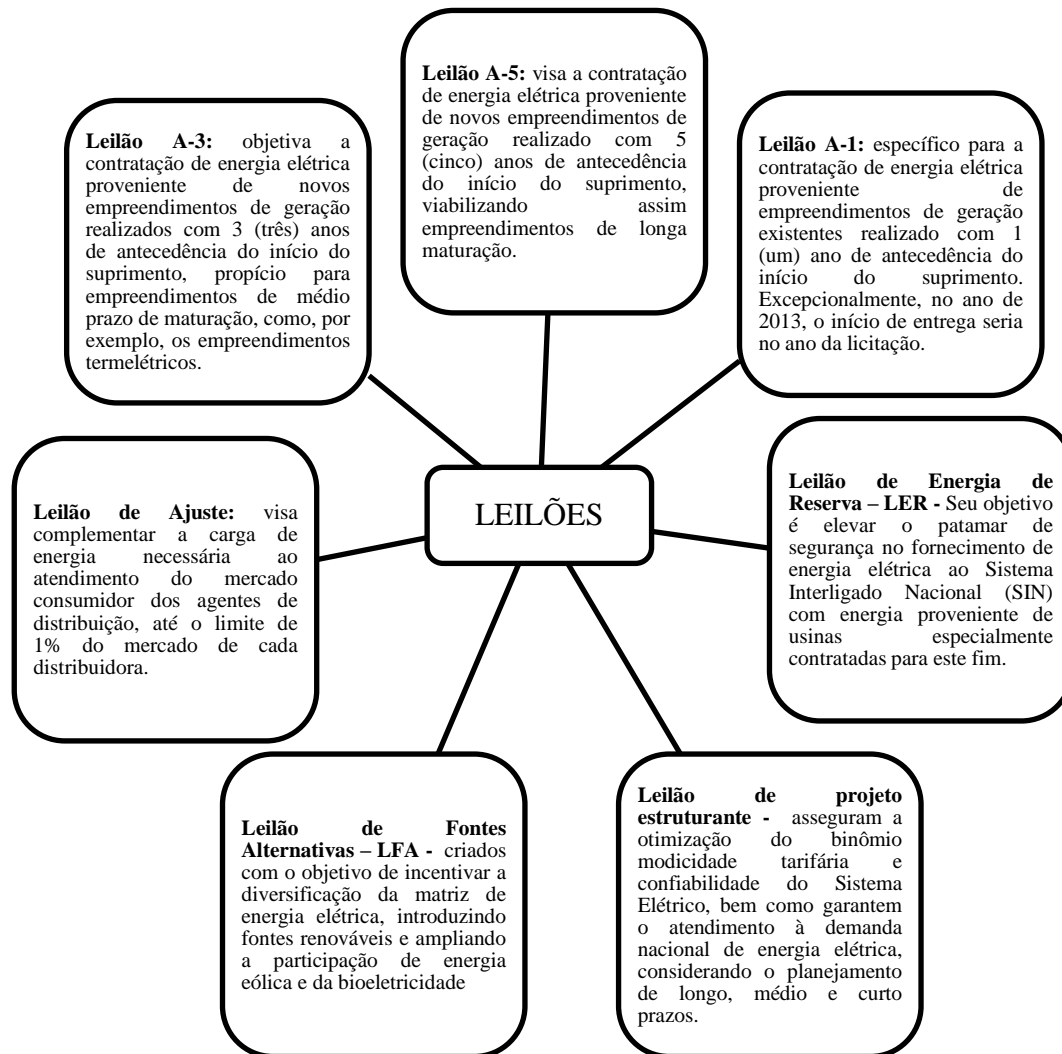 Leilão A-5: visa a contratação
de energia elétrica proveniente
de novos empreendimentos de
geração realizado com 5
(cinco) anos de antecedência
do início do suprimento,
viabilizando assim
empreendimentos de longa
maturação.
Leilão A-3: objetiva a
contratação de energia elétrica
proveniente de novos
empreendimentos de geração
realizados com 3 (três) anos
de antecedência do início do
suprimento, propício para
empreendimentos de médio
prazo de maturação, como, por
exemplo, os empreendimentos
termelétricos.
Leilão A-1: específico para a
contratação de energia elétrica
proveniente de
empreendimentos de geração
existentes realizado com 1
(um) ano de antecedência do
início do suprimento.
Excepcionalmente, no ano de
2013, o início de entrega seria
no ano da licitação.
LEILÕES
Leilão de Ajuste: visa
complementar a carga de
energia necessária ao
atendimento do mercado
consumidor dos agentes de
distribuição, até o limite de
1% do mercado de cada
distribuidora.
Leilão de Energia de
Reserva – LER - Seu objetivo
é elevar o patamar de
segurança no fornecimento de
energia elétrica ao Sistema
Interligado Nacional (SIN)
com energia proveniente de
usinas especialmente
contratadas para este fim.
Leilão de Fontes
Alternativas – LFA - criados
com o objetivo de incentivar a
diversificação da matriz de
energia elétrica, introduzindo
fontes renováveis e ampliando
a participação de energia
eólica e da bioeletricidade
Leilão de projeto
estruturante - asseguram a
otimização do binômio
modicidade tarifária e
confiabilidade do Sistema
Elétrico, bem como garantem
o atendimento à demanda
nacional de energia elétrica,
considerando o planejamento
de longo, médio e curto
prazos.